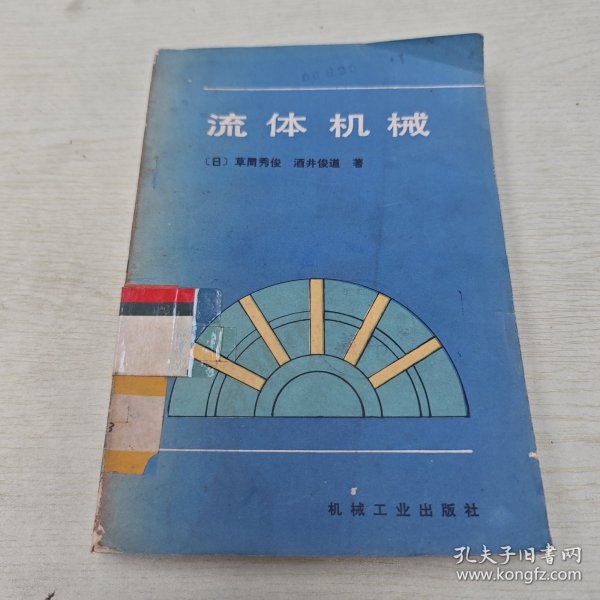 流体机械
〔日〕草間秀俊 酒井俊道 著
机械工业出版社
孔夫子旧书网
www.kongfz.com